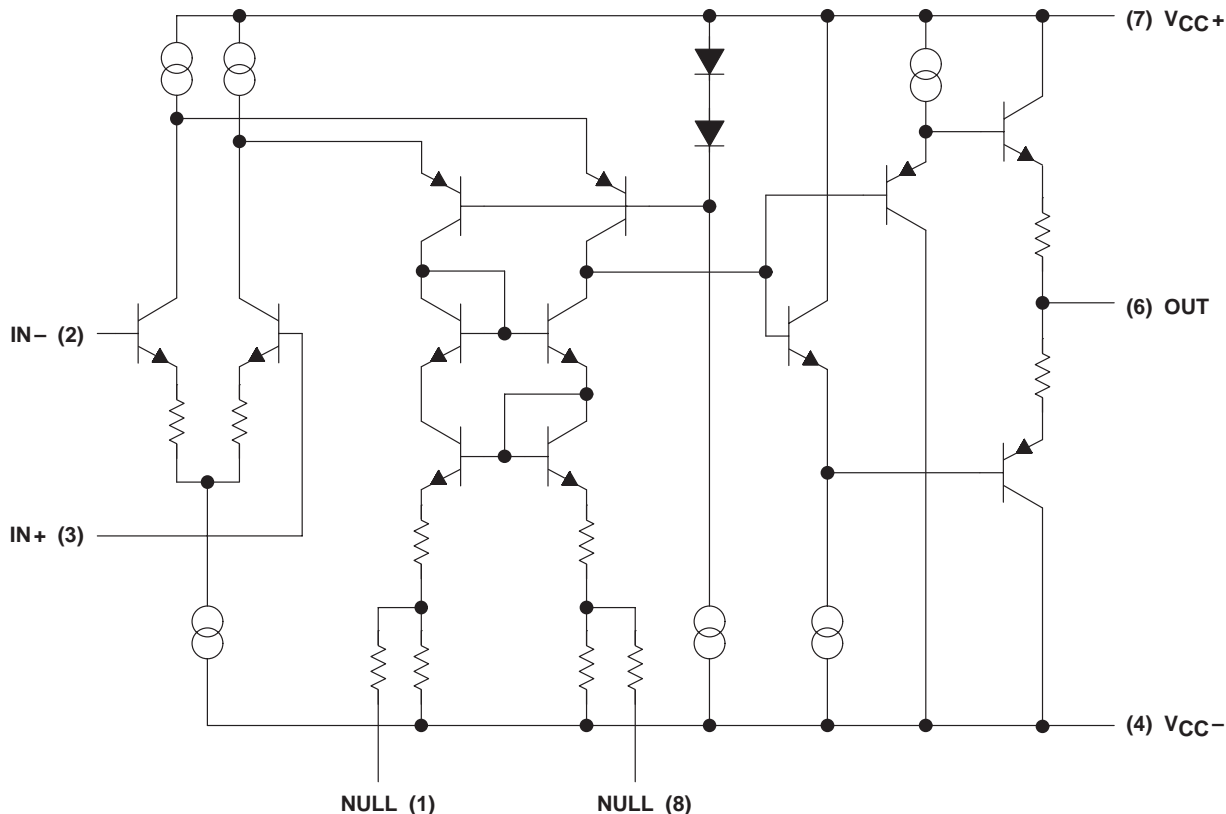 (7) VCC+
IN− (2)
(6) OUT
IN+ (3)
(4) VCC−
NULL (1)
NULL (8)